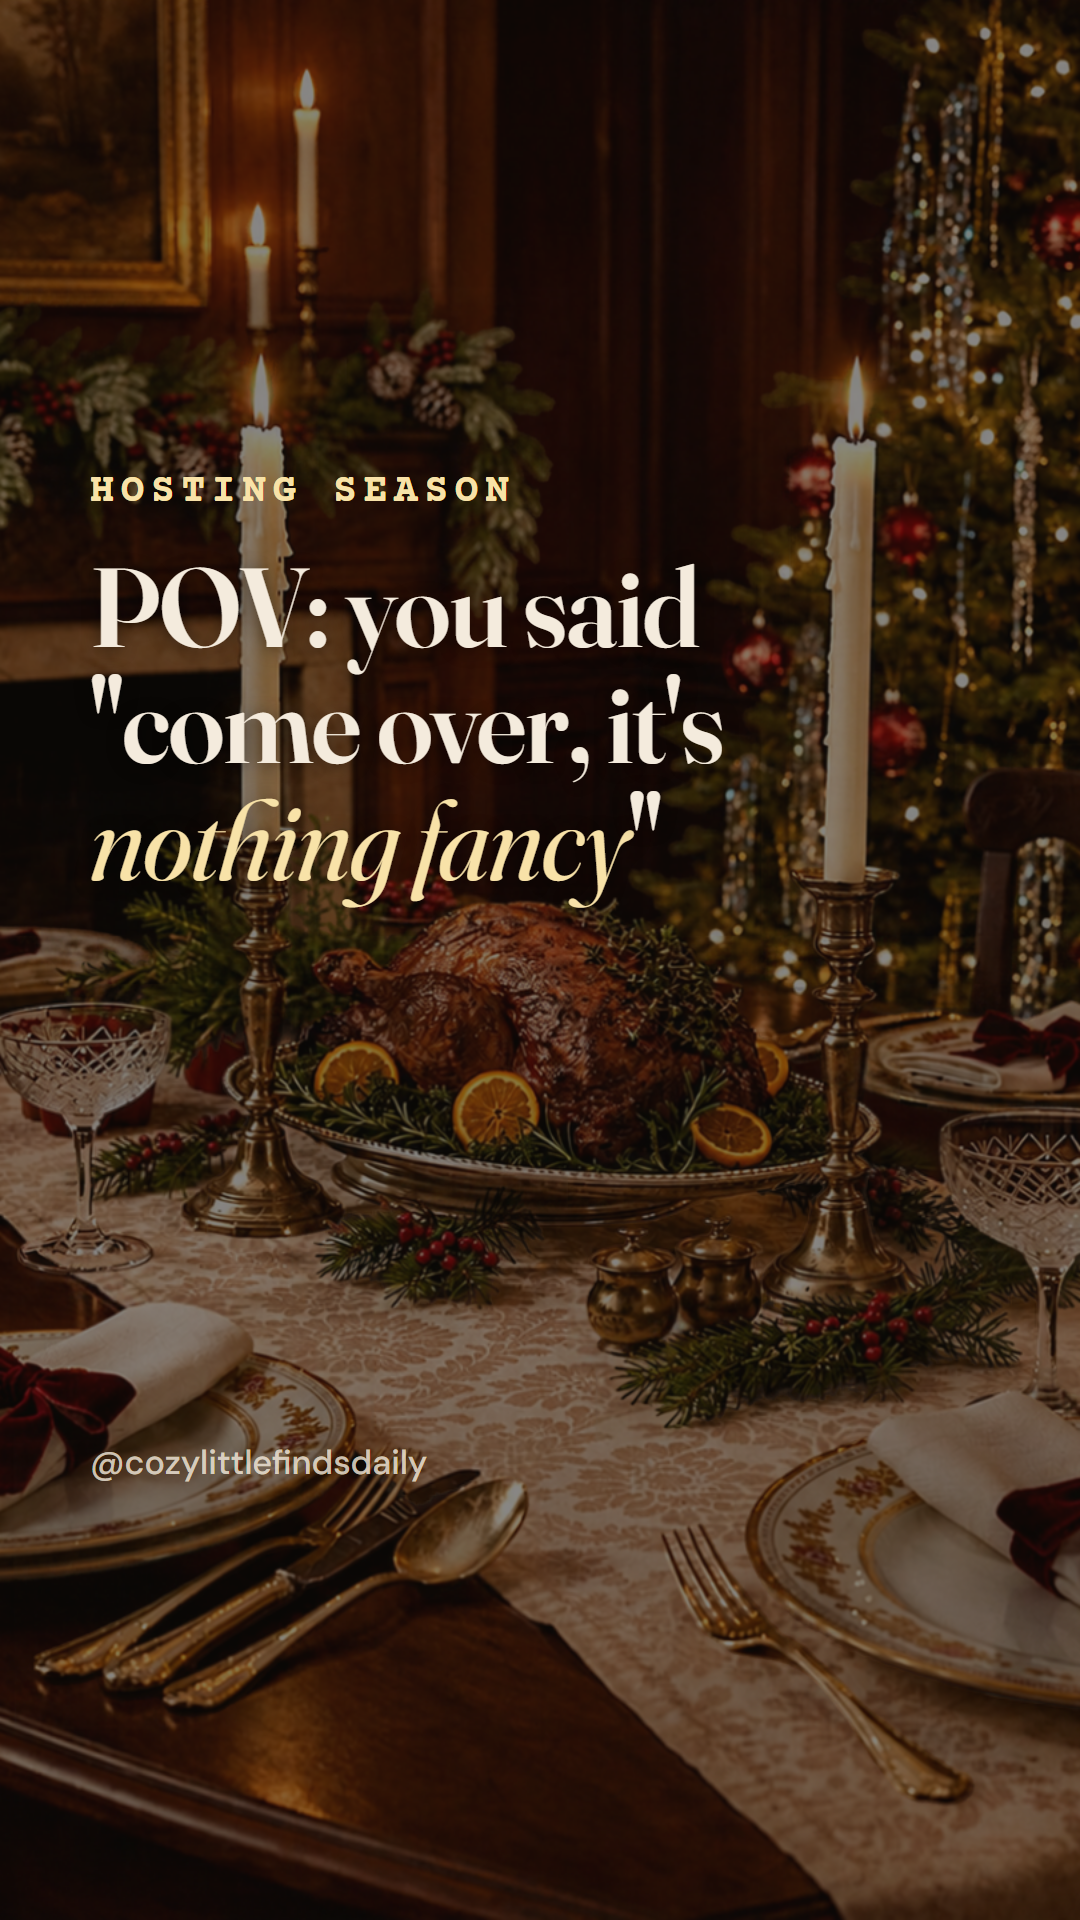 HOSTING SEASON
POV: you said
"come over, it's
nothing fancy"
@cozylittlefindsdaily